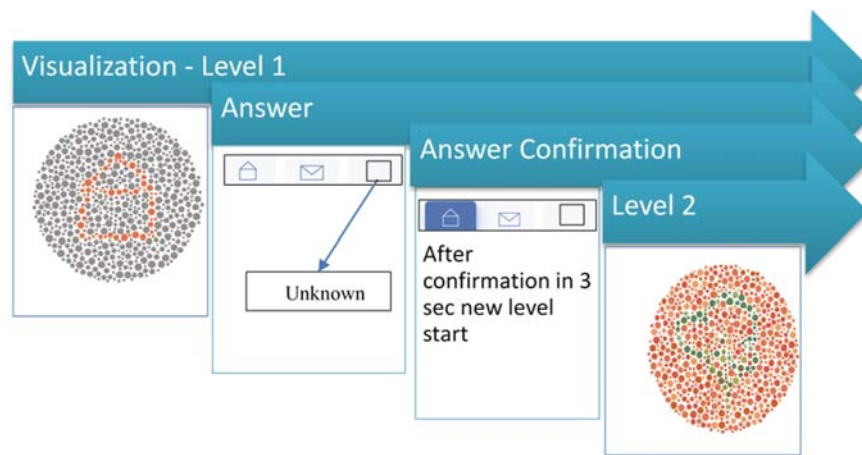 Visualization - Level 1
Answer
Answer Confirmation
Level 2
Unknown
After
confirmation in 3
sec new level
start